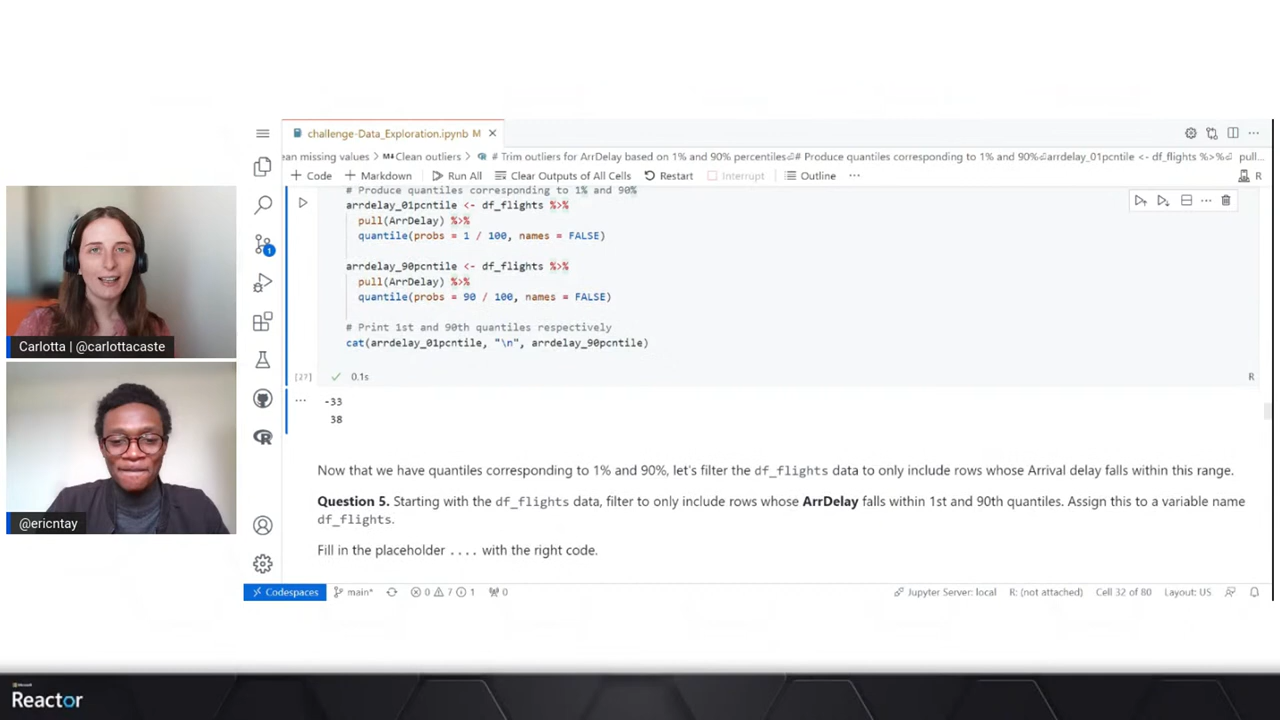 challenge-Data_Exploration.ipynb M
ean missing values > M↓Clean outliers > # Trim outliers for ArrDelay based on 1% and 90% percentiles # Produce quantiles corresponding to 1% and 90% arrdelay_01pcntile <- df_flights %>% pull...
+ Code + Markdown Run All Clear Outputs of All Cells Restart Interrupt Outline ... R
# Produce quantiles corresponding to 1% and 90%
arrdelay_01pcntile <- df_flights %>%
pull(ArrDelay) %>%
quantile(probs = 1 / 100, names = FALSE)
arrdelay_90pcntile <- df_flights %>%
pull(ArrDelay) %>%
quantile(probs = 90 / 100, names = FALSE)
# Print 1st and 90th quantiles respectively
cat(arrdelay_01pcntile, "\n", arrdelay_90pcntile)
[27] 0.1s R
-33
38
Now that we have quantiles corresponding to 1% and 90%, let's filter the df_flights data to only include rows whose Arrival delay falls within this range.
Question 5. Starting with the df_flights data, filter to only include rows whose ArrDelay falls within 1st and 90th quantiles. Assign this to a variable name
df_flights.
Fill in the placeholder .... with the right code.
Codespaces main* 0 7 1 0 Jupyter Server: local R: (not attached) Cell 32 of 80 Layout: US
1
R
Carlotta | @carlottacaste
@ericntay
Microsoft
Reactor